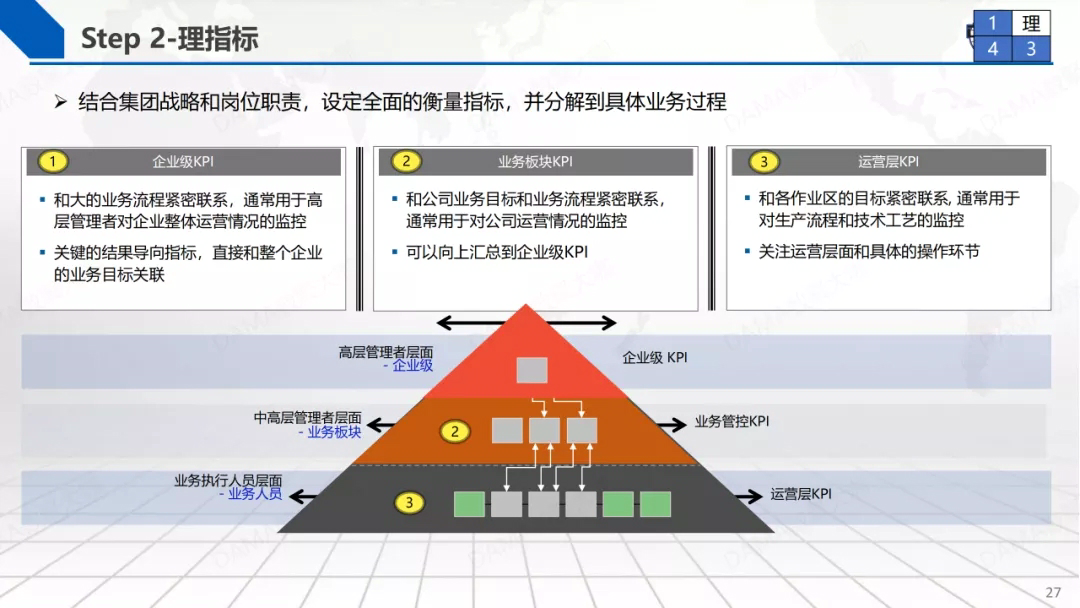 Step 2-理指标
1 理
4 3
结合集团战略和岗位职责，设定全面的衡量指标，并分解到具体业务过程
1 企业级KPI
和大的业务流程紧密联系，通常用于高
层管理者对企业整体运营情况的监控
关键的结果导向指标，直接和整个企业
的业务目标关联
2 业务板块KPI
和公司业务目标和业务流程紧密联系，
通常用于对公司运营情况的监控
可以向上汇总到企业级KPI
3 运营层KPI
和各作业区的目标紧密联系, 通常用于
对生产流程和技术工艺的监控
关注运营层面和具体的操作环节
高层管理者层面
- 企业级
企业级 KPI
中高层管理者层面
- 业务板块
2
业务管控KPI
业务执行人员层面
- 业务人员
3
运营层KPI
27